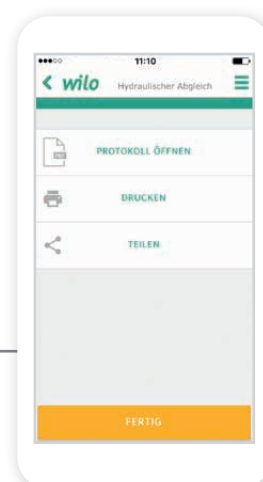 11:10
wilo Hydraulischer Abgleich
PROTOKOLL ÖFFNEN
DRUCKEN
TEILEN
FERTIG